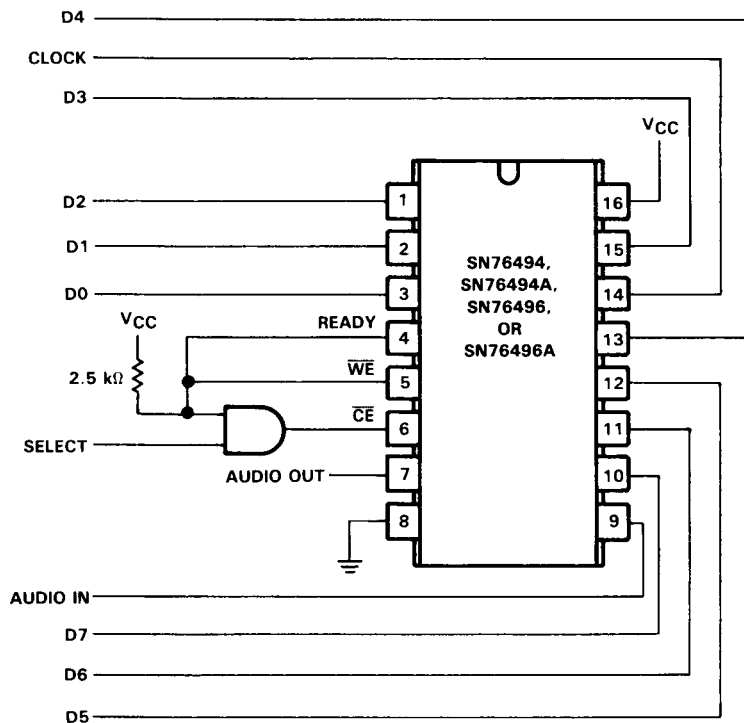 D4
CLOCK
D3
VCC
D2
1
16
D1
2
15
SN76494,
SN76494A,
SN76496,
OR
SN76496A
D0
3
14
VCC
READY
4
13
2.5 kΩ
WE
5
12
CE
6
11
SELECT
AUDIO OUT
7
10
8
9
AUDIO IN
D7
D6
D5